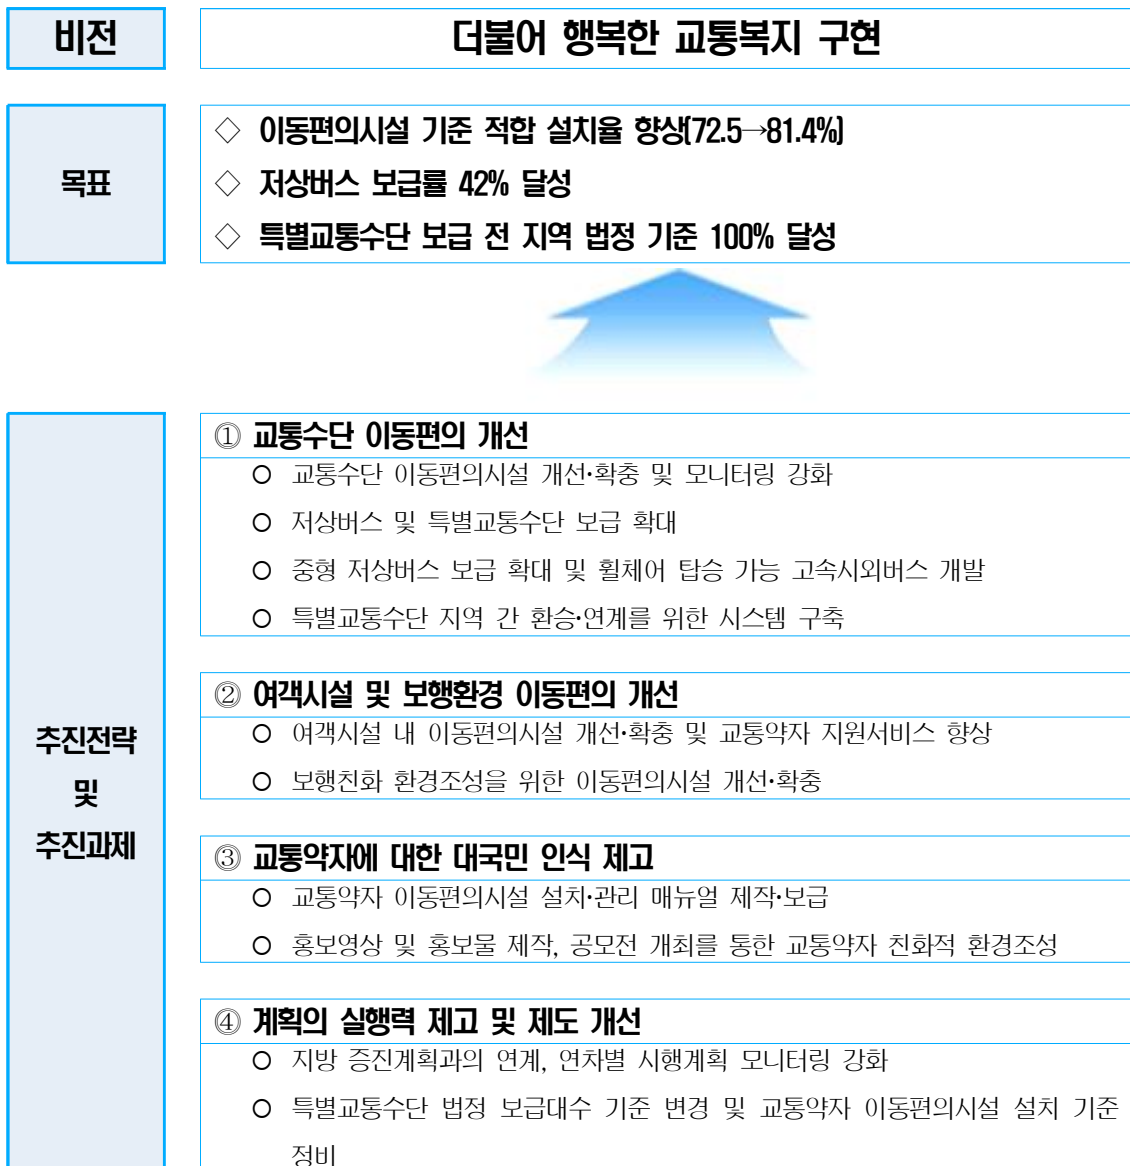 비전
더불어 행복한 교통복지 구현
목표
◇ 이동편의시설 기준 적합 설치율 향상(72.5→81.4%)
◇ 저상버스 보급률 42% 달성
◇ 특별교통수단 보급 전 지역 법정 기준 100% 달성
추진전략
및
추진과제
① 교통수단 이동편의 개선
○ 교통수단 이동편의시설 개선·확충 및 모니터링 강화
○ 저상버스 및 특별교통수단 보급 확대
○ 중형 저상버스 보급 확대 및 휠체어 탑승 가능 고속시외버스 개발
○ 특별교통수단 지역 간 환승·연계를 위한 시스템 구축
② 여객시설 및 보행환경 이동편의 개선
○ 여객시설 내 이동편의시설 개선·확충 및 교통약자 지원서비스 향상
○ 보행친화 환경조성을 위한 이동편의시설 개선·확충
③ 교통약자에 대한 대국민 인식 제고
○ 교통약자 이동편의시설 설치·관리 매뉴얼 제작·보급
○ 홍보영상 및 홍보물 제작, 공모전 개최를 통한 교통약자 친화적 환경조성
④ 계획의 실행력 제고 및 제도 개선
○ 지방 증진계획과의 연계, 연차별 시행계획 모니터링 강화
○ 특별교통수단 법정 보급대수 기준 변경 및 교통약자 이동편의시설 설치 기준
정비